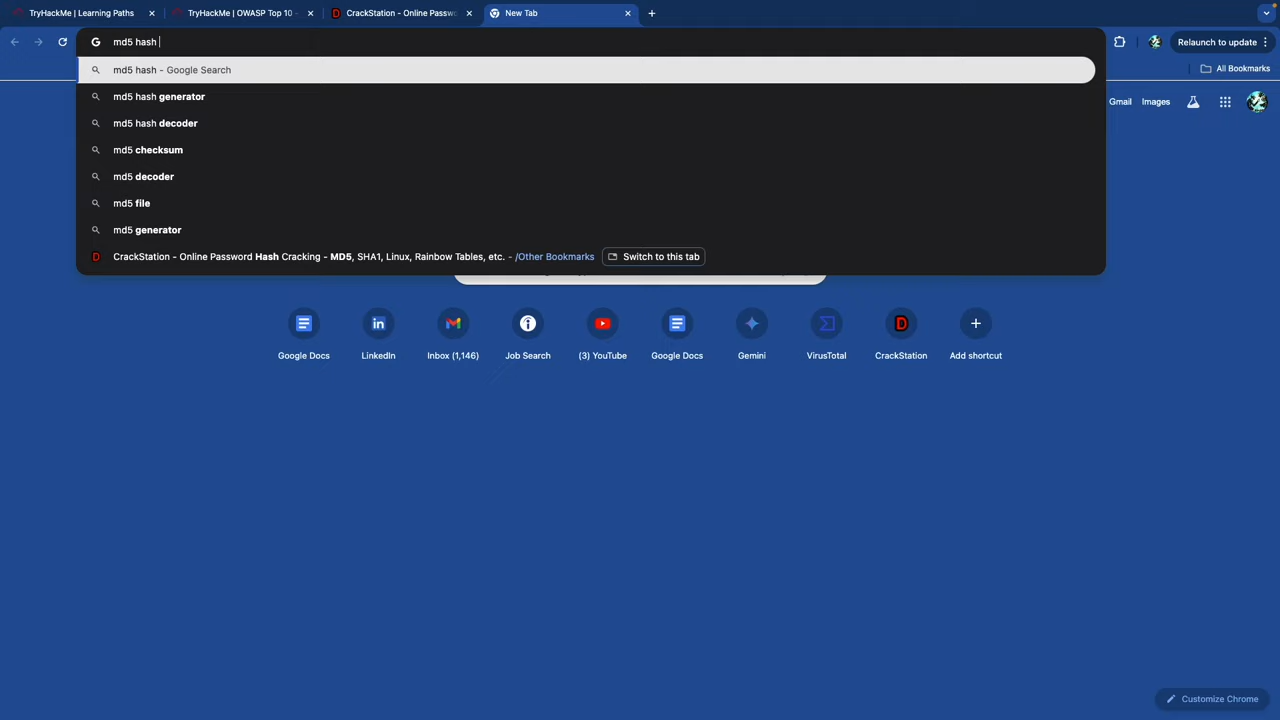 TryHackMe | Learning Paths
TryHackMe | OWASP Top 10 -
CrackStation - Online Passwo
New Tab
md5 hash
Relaunch to update
md5 hash - Google Search
All Bookmarks
md5 hash generator
Gmail
Images
md5 hash decoder
md5 checksum
md5 decoder
md5 file
md5 generator
CrackStation - Online Password Hash Cracking - MD5, SHA1, Linux, Rainbow Tables, etc. - /Other Bookmarks
Switch to this tab
Google Docs
LinkedIn
Inbox (1,146)
Job Search
(3) YouTube
Google Docs
Gemini
VirusTotal
CrackStation
Add shortcut
Customize Chrome